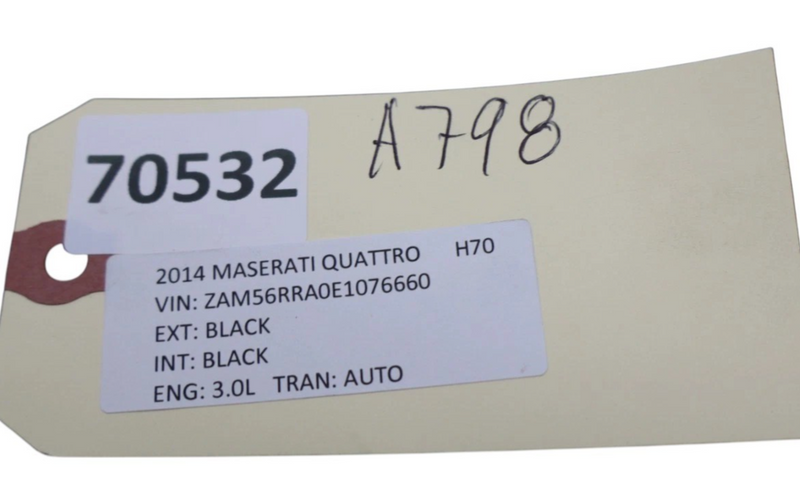 A798
70532
2014 MASERATI QUATTRO H70
VIN: ZAM56RRA0E1076660
EXT: BLACK
INT: BLACK
ENG: 3.0L TRAN: AUTO